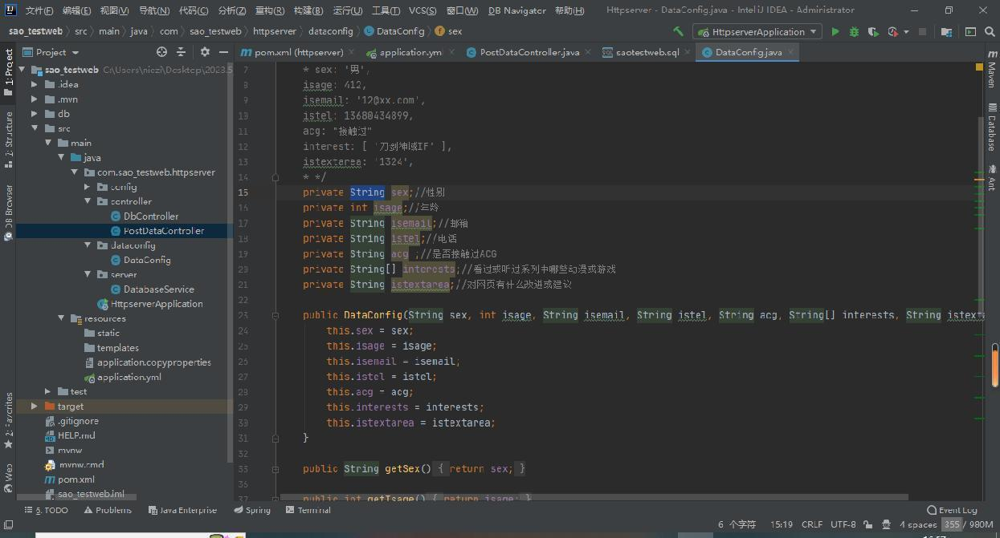 文件(F) 编辑(E) 视图(V) 导航(N) 代码(C) 分析(Z) 重构(R) 构建(B) 运行(U) 工具(T) VCS(S) 窗口(W) DB Navigator 帮助(H) Httpserver - DataConfig.java - IntelliJ IDEA - Administrator
sao_testweb src main java com sao_testweb httpserver dataconfig DataConfig sex HttpserverApplication
Project
pom.xml (httpserver) application.yml PostDataController.java saotestweb.sql DataConfig.java
1: Project
Z: Structure
DB Browser
2: Favorites
Web
Maven
Database
Ant
sao_testweb C:\Users\niezi\Desktop\2023.5
.idea
.mvn
db
src
main
java
com.sao_testweb.httpserver
config
controller
DbController
PostDataController
dataconfig
DataConfig
server
DatabaseService
HttpserverApplication
resources
static
templates
application.copyproperties
application.yml
test
target
.gitignore
HELP.md
mvnw
mvnw.cmd
pom.xml
sao_testweb.iml
7 * sex: '男',
8 isage: 412,
9 isemail: '12@xx.com',
10 istel: 13680434899,
11 acg: "接触过"
12 interest: [ '刀剑神域IF' ],
13 istextarea: '1324',
14 * */
15 private String sex;//性别
16 private int isage;//年龄
17 private String isemail;//邮箱
18 private String istel;//电话
19 private String acg ;//是否接触过ACG
20 private String[] interests;//看过或听过系列中哪些动漫或游戏
21 private String istextarea;//对网页有什么改进或建议
22
23 public DataConfig(String sex, int isage, String isemail, String istel, String acg, String[] interests, String istexta
24 this.sex = sex;
25 this.isage = isage;
26 this.isemail = isemail;
27 this.istel = istel;
28 this.acg = acg;
29 this.interests = interests;
30 this.istextarea = istextarea;
31 }
32
33 public String getSex() { return sex; }
36
37 public int getIsage() { return isage; }
6: TODO Problems Java Enterprise Spring Terminal Event Log
6 个字符 15:19 CRLF UTF-8 4 spaces 355 / 980M